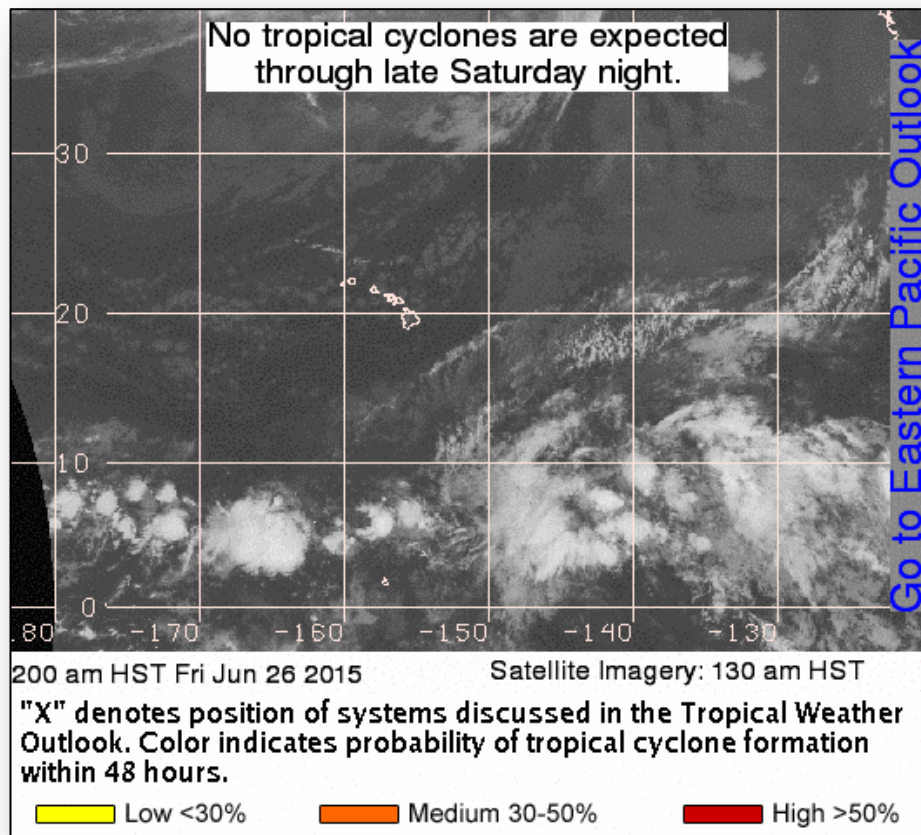 No tropical cyclones are expected
through late Saturday night.
Go to Eastern Pacific Outlook
30
20
10
0
.80 -170 -160 -150 -140 -130
200 am HST Fri Jun 26 2015 Satellite Imagery: 130 am HST
"X" denotes position of systems discussed in the Tropical Weather
Outlook. Color indicates probability of tropical cyclone formation
within 48 hours.
Low <30% Medium 30-50% High >50%